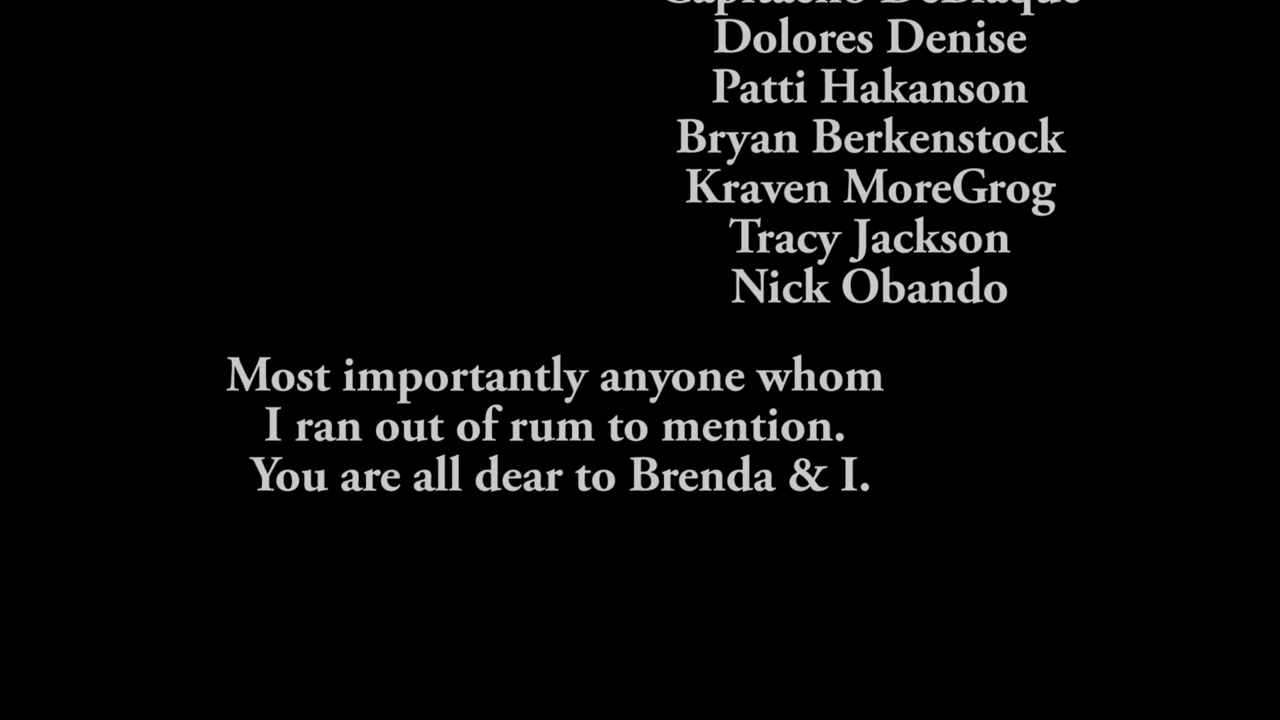 Dolores Denise
Patti Hakanson
Bryan Berkenstock
Kraven MoreGrog
Tracy Jackson
Nick Obando
Most importantly anyone whom
I ran out of rum to mention.
You are all dear to Brenda & I.